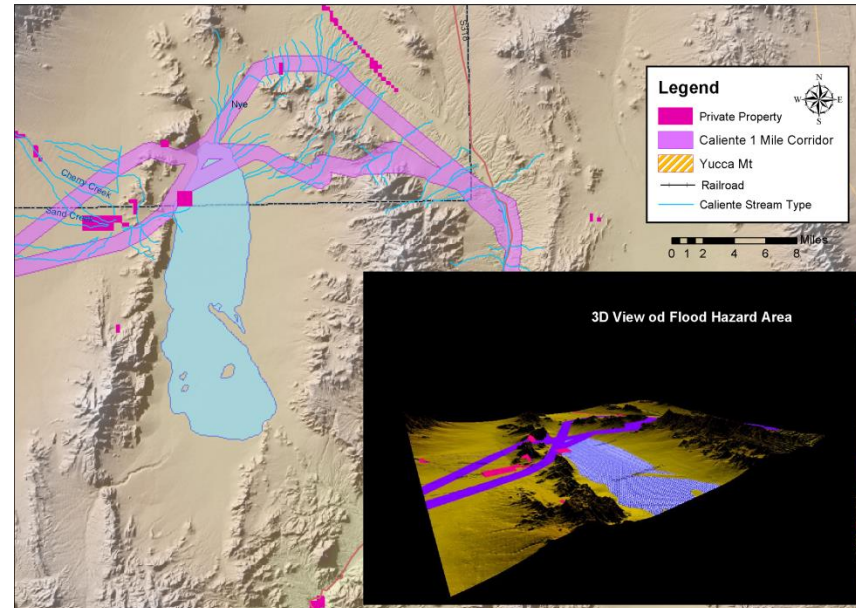 S318
Nye
Cherry Creek
Sand Creek
Legend
Private Property
Caliente 1 Mile Corridor
Yucca Mt
Railroad
Caliente Stream Type
N
W E
S
Miles
0 1 2 4 6 8
3D View od Flood Hazard Area